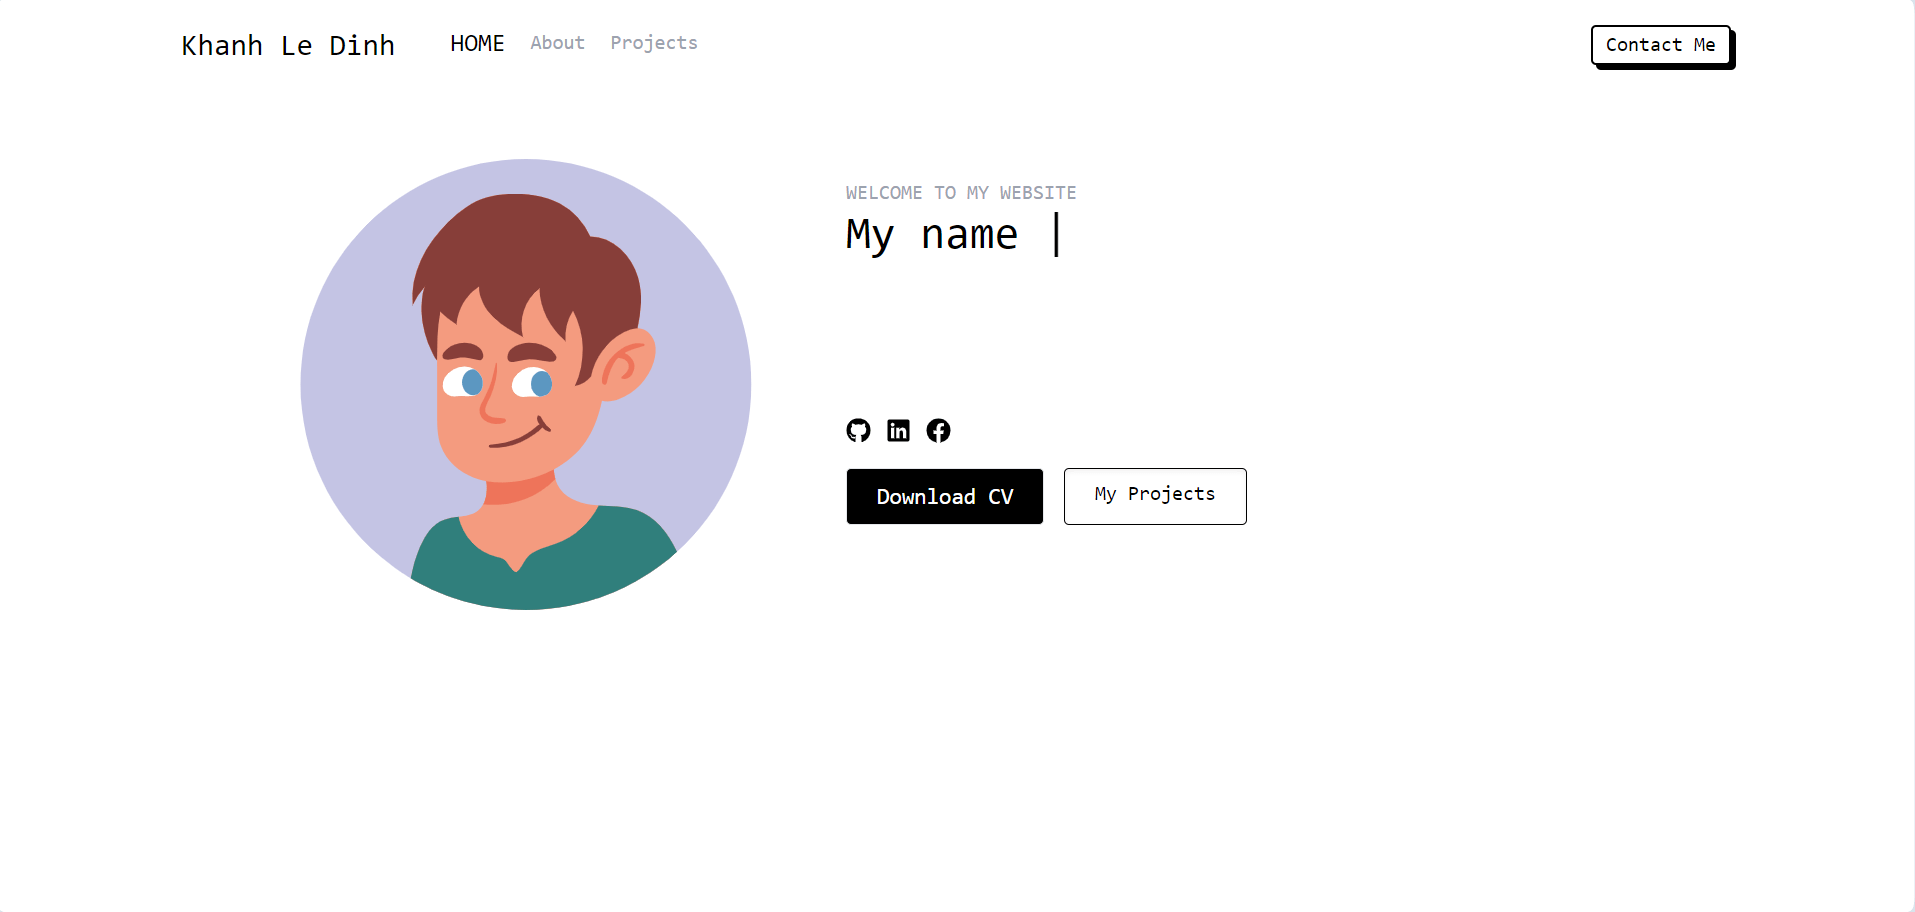 Khanh Le Dinh
HOME
About
Projects
Contact Me
WELCOME TO MY WEBSITE
My name
Download CV
My Projects